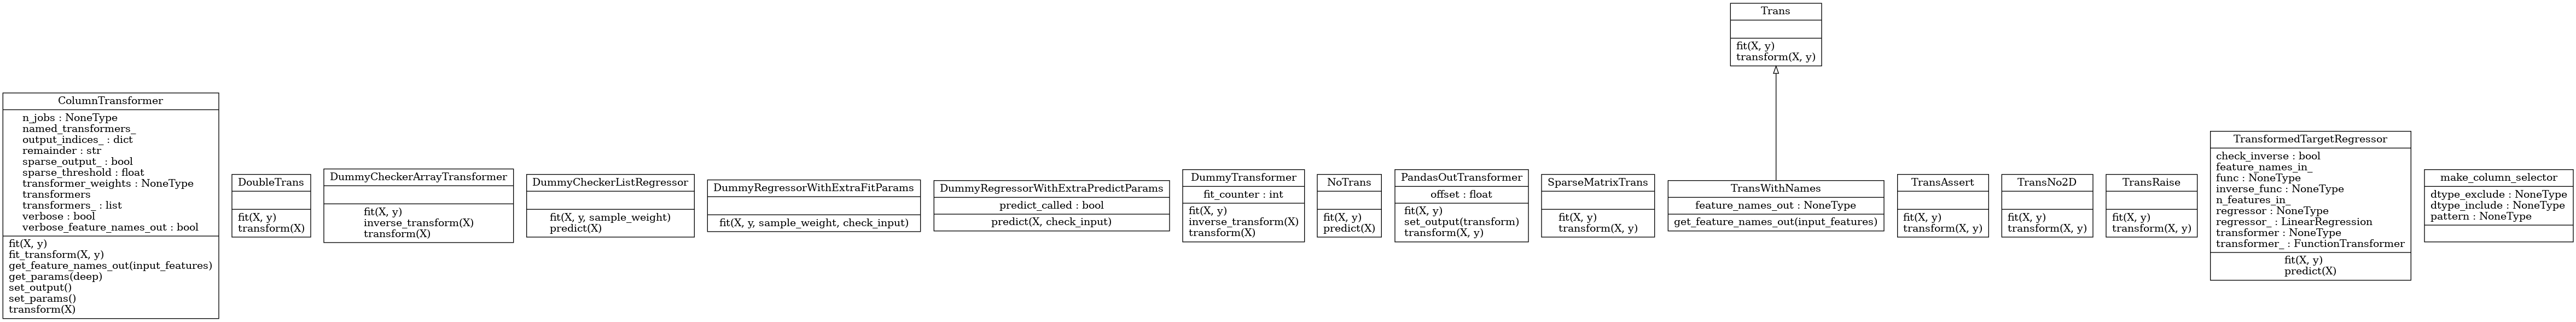 Trans
fit(X, y)
transform(X, y)
ColumnTransformer
n_jobs : NoneType
named_transformers_
output_indices_ : dict
remainder : str
sparse_output_ : bool
sparse_threshold : float
transformer_weights : NoneType
transformers
transformers_ : list
verbose : bool
verbose_feature_names_out : bool
fit(X, y)
fit_transform(X, y)
get_feature_names_out(input_features)
get_params(deep)
set_output()
set_params()
transform(X)
DoubleTrans
fit(X, y)
transform(X)
DummyCheckerArrayTransformer
fit(X, y)
inverse_transform(X)
transform(X)
DummyCheckerListRegressor
fit(X, y, sample_weight)
predict(X)
DummyRegressorWithExtraFitParams
fit(X, y, sample_weight, check_input)
DummyRegressorWithExtraPredictParams
predict_called : bool
predict(X, check_input)
DummyTransformer
fit_counter : int
fit(X, y)
inverse_transform(X)
transform(X)
NoTrans
fit(X, y)
predict(X)
PandasOutTransformer
offset : float
fit(X, y)
set_output(transform)
transform(X, y)
SparseMatrixTrans
fit(X, y)
transform(X, y)
TransWithNames
feature_names_out : NoneType
get_feature_names_out(input_features)
TransAssert
fit(X, y)
transform(X, y)
TransNo2D
fit(X, y)
transform(X, y)
TransRaise
fit(X, y)
transform(X, y)
TransformedTargetRegressor
check_inverse : bool
feature_names_in_
func : NoneType
inverse_func : NoneType
n_features_in_
regressor : NoneType
regressor_ : LinearRegression
transformer : NoneType
transformer_ : FunctionTransformer
fit(X, y)
predict(X)
make_column_selector
dtype_exclude : NoneType
dtype_include : NoneType
pattern : NoneType